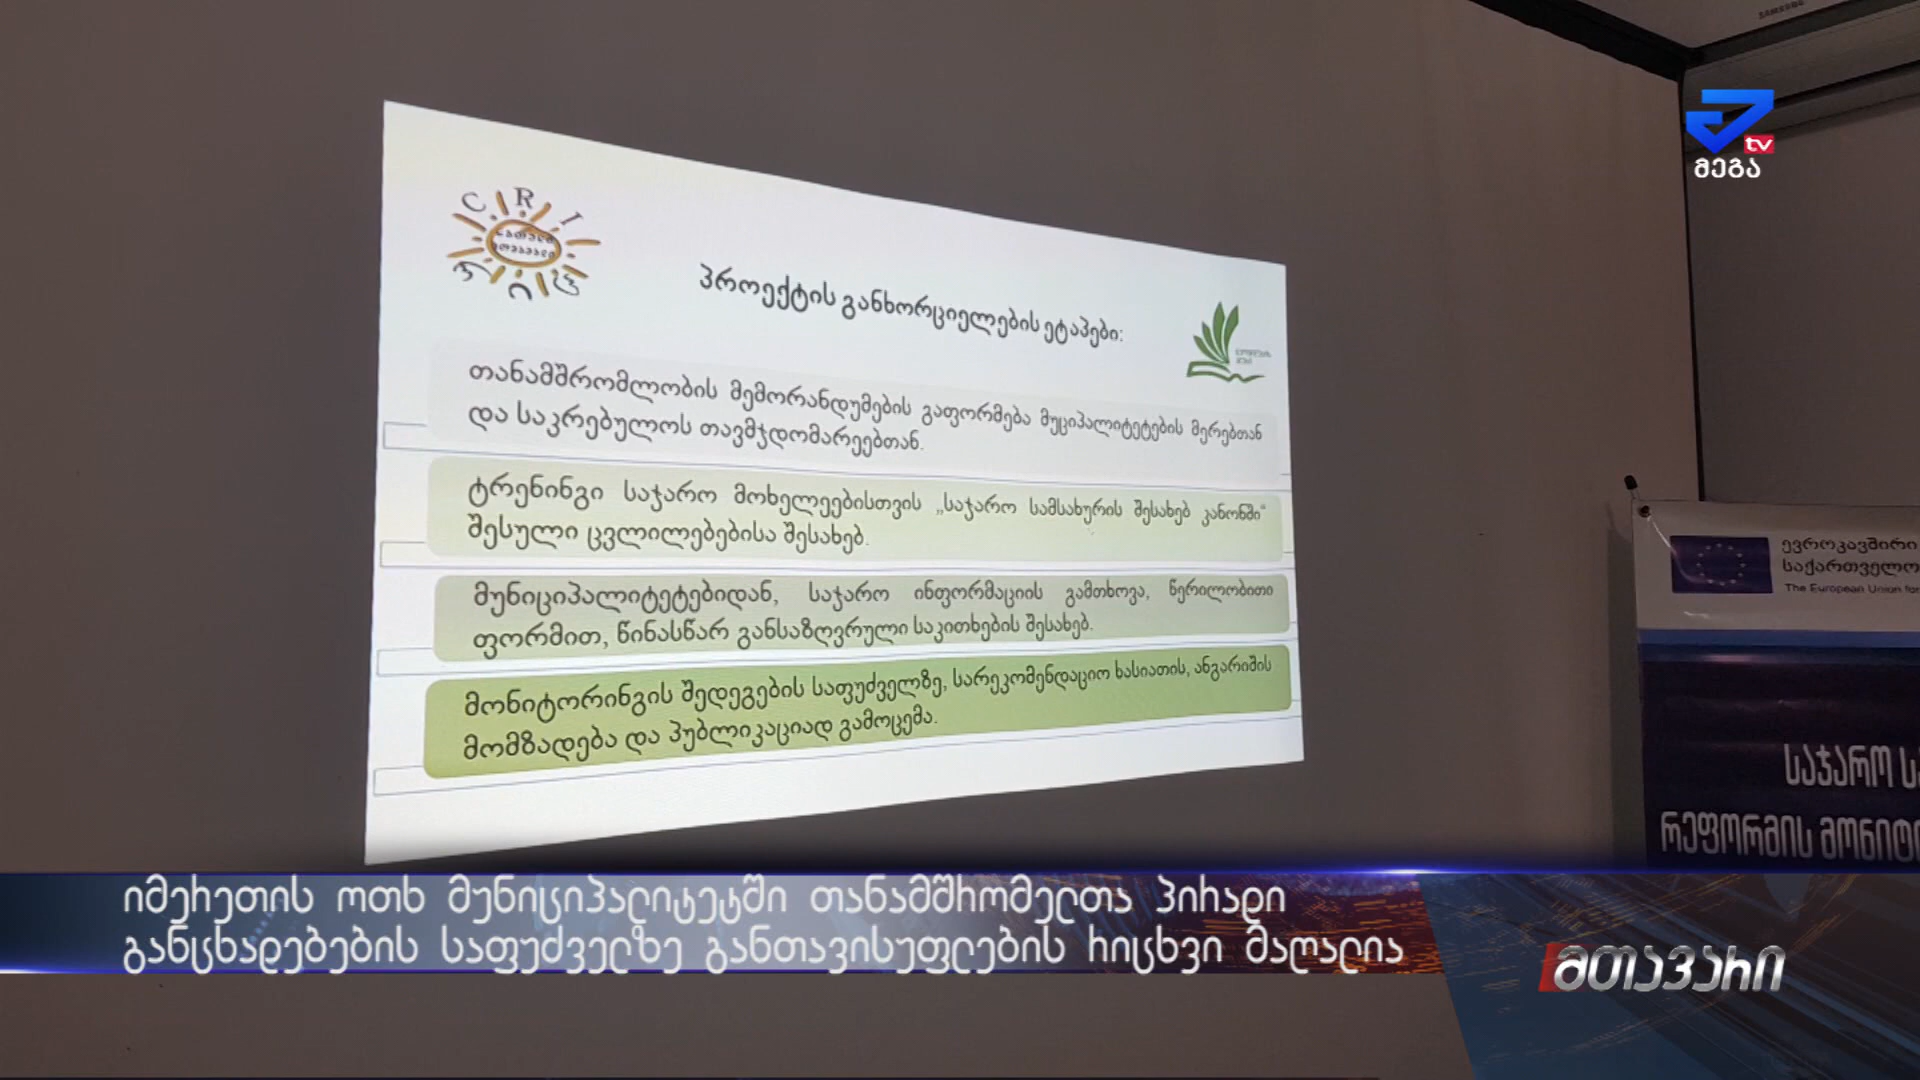 SAMSUNG
tv
მეგა
C R I
პროექტის განხორციელების ეტაპები:
თანამშრომლობის მემორანდუმების გაფორმება მუციპალიტეტების მერებთან
და საკრებულოს თავმჯდომარეებთან.
ტრენინგი საჯარო მოხელეებისთვის „საჯარო სამსახურის შესახებ კანონში“
შესული ცვლილებებისა შესახებ.
მუნიციპალიტეტებიდან, საჯარო ინფორმაციის გამთხოვა, წერილობითი
ფორმით, წინასწარ განსაზღვრული საკითხების შესახებ.
მონიტორინგის შედეგების საფუძველზე, სარეკომენდაციო ხასიათის, ანგარიშის
მომზადება და პუბლიკაციად გამოცემა.
ევროკავშირი
საქართველო
The European Union for
საჯარო ს
რეფორმის მონიტ
იმერეთის ოთხ მუნიციპალიტეტში თანამშრომელთა პირადი
განცხადებების საფუძველზე განთავისუფლების რიცხვი მაღალია
მთავარი